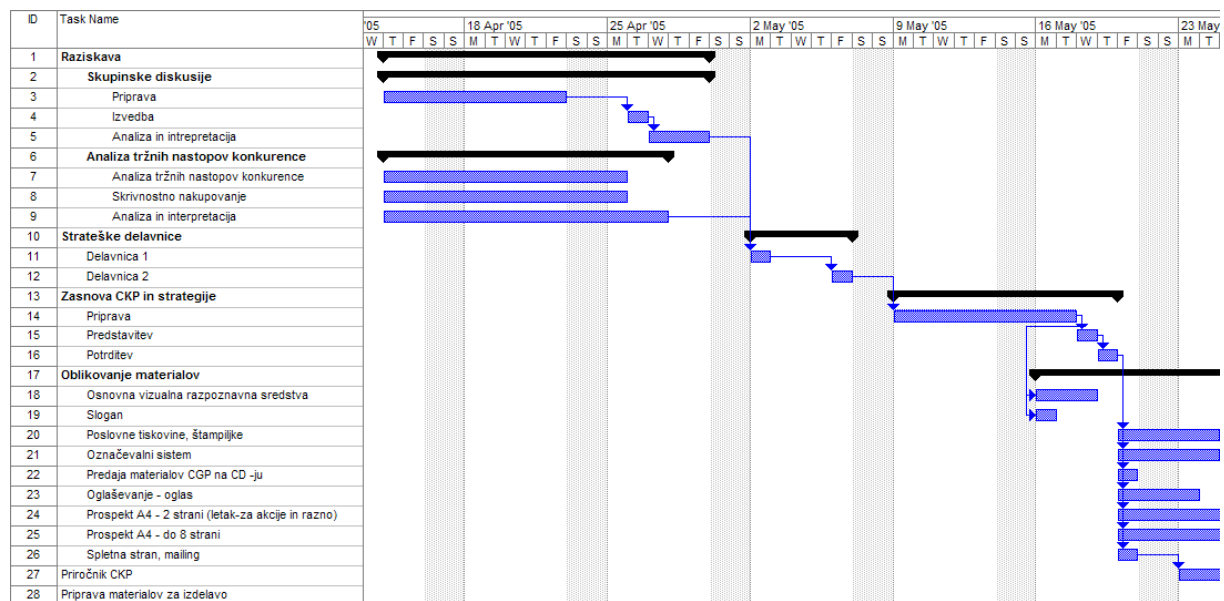 ID Task Name '05 18 Apr '05 25 Apr '05 2 May '05 9 May '05 16 May '05 23 May
W T F S S M T W T F S S M T W T F S S M T W T F S S M T W T F S S M T W T F S S M T
1 Raziskava
2 Skupinske diskusije
3 Priprava
4 Izvedba
5 Analiza in intrepretacija
6 Analiza tržnih nastopov konkurence
7 Analiza tržnih nastopov konkurence
8 Skrivnostno nakupovanje
9 Analiza in interpretacija
10 Strateške delavnice
11 Delavnica 1
12 Delavnica 2
13 Zasnova CKP in strategije
14 Priprava
15 Predstavitev
16 Potrditev
17 Oblikovanje materialov
18 Osnovna vizualna razpoznavna sredstva
19 Slogan
20 Poslovne tiskovine, štampiljke
21 Označevalni sistem
22 Predaja materialov CGP na CD -ju
23 Oglaševanje - oglas
24 Prospekt A4 - 2 strani (letak-za akcije in razno)
25 Prospekt A4 - do 8 strani
26 Spletna stran, mailing
27 Priročnik CKP
28 Priprava materialov za izdelavo